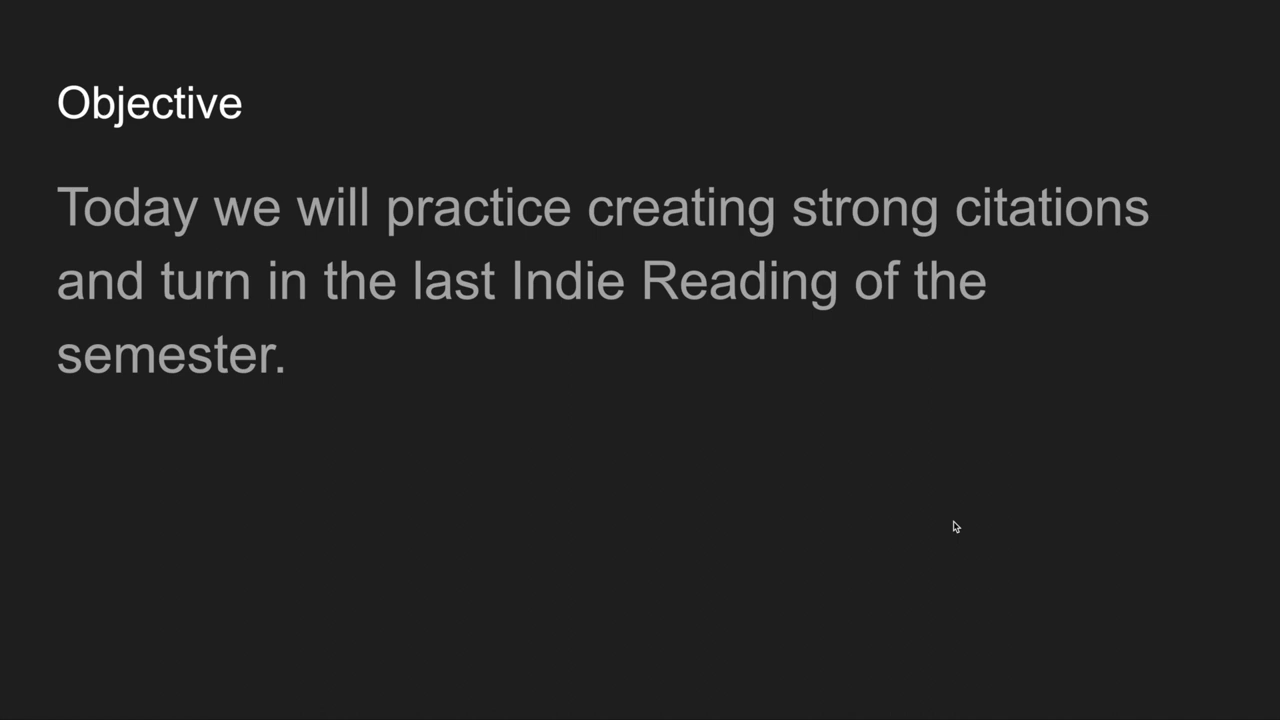 Objective
Today we will practice creating strong citations
and turn in the last Indie Reading of the
semester.